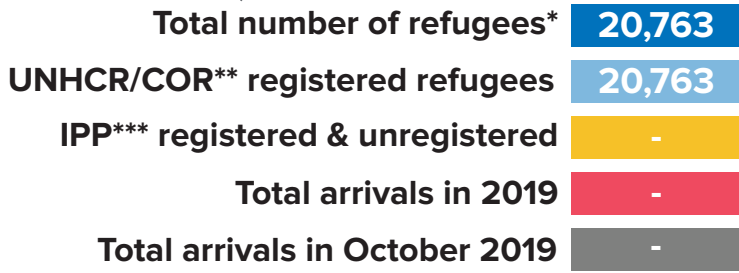 Total number of refugees* 20,763
UNHCR/COR** registered refugees 20,763
IPP*** registered & unregistered -
Total arrivals in 2019 -
Total arrivals in October 2019 -